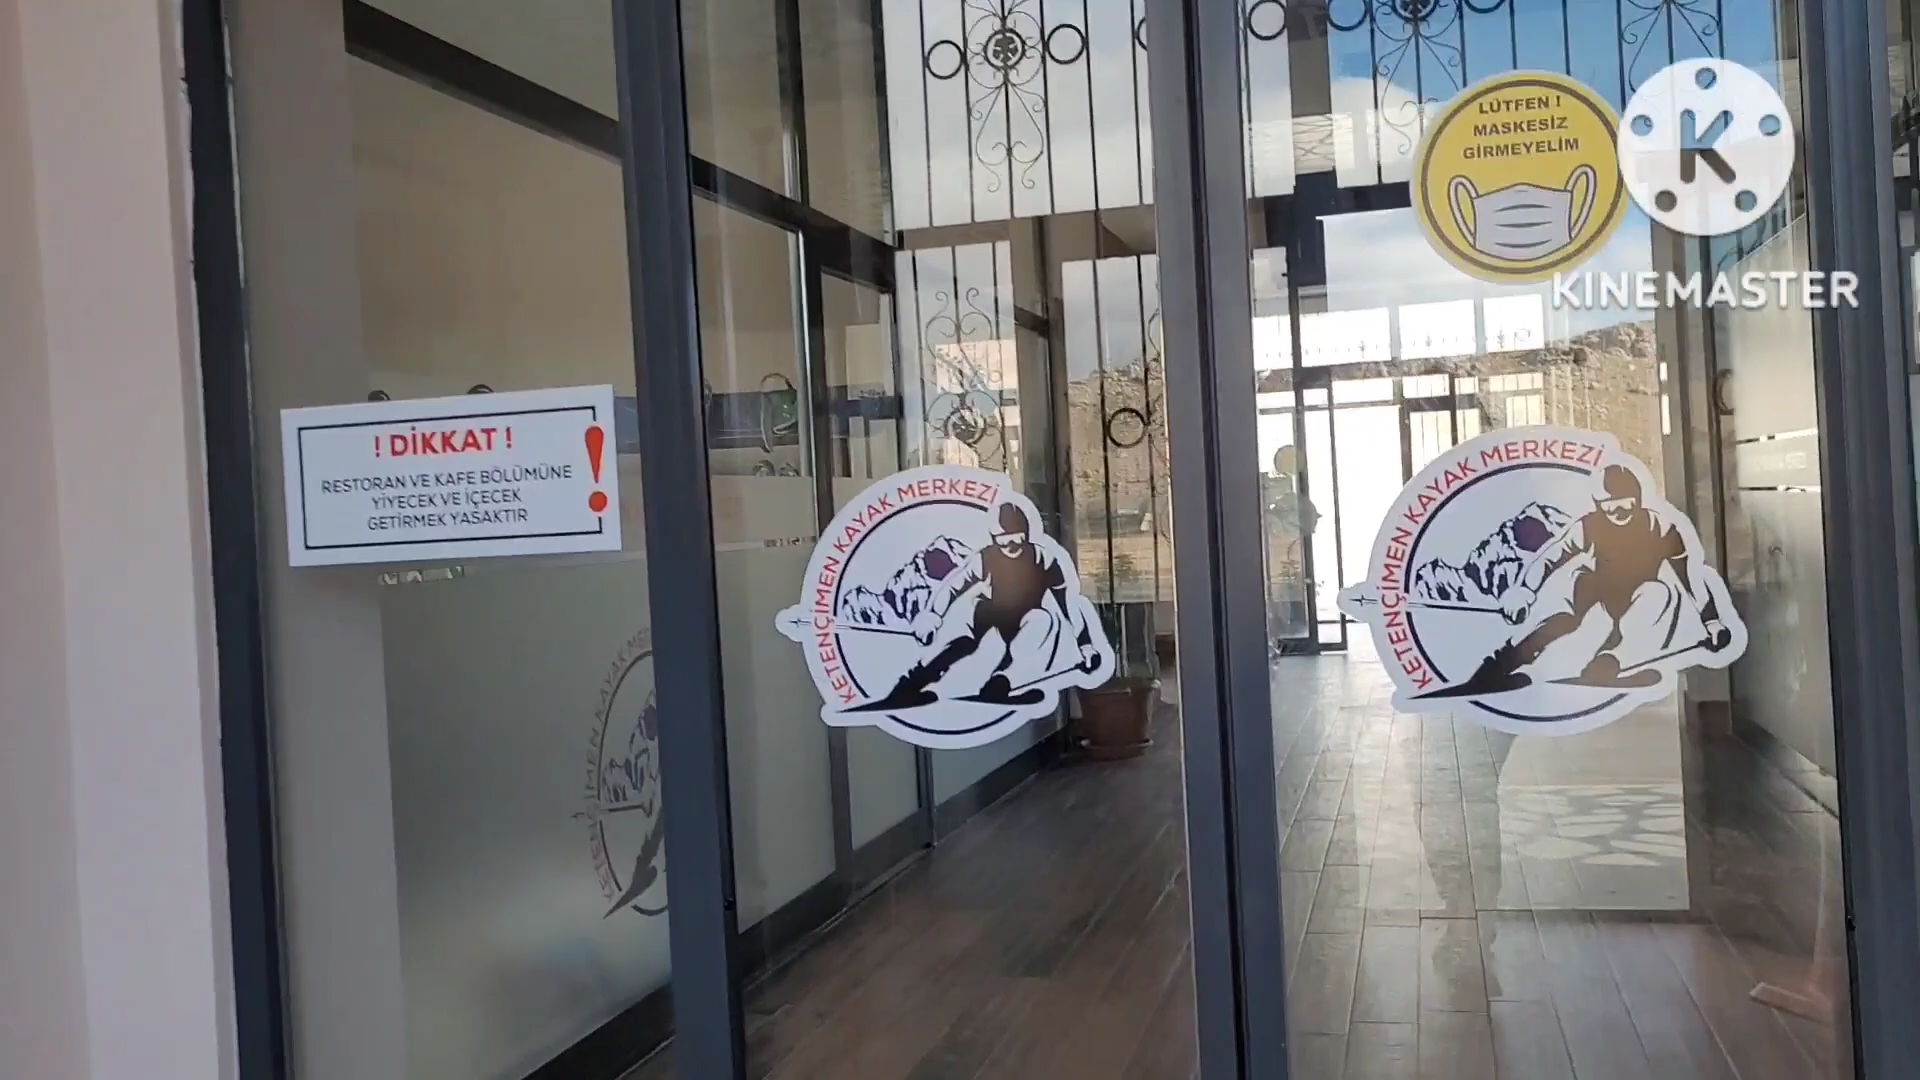 ! DİKKAT !
RESTORAN VE KAFE BÖLÜMÜNE
YİYECEK VE İÇECEK
GETİRMEK YASAKTIR
KETENÇİMEN KAYAK MERKEZİ
KETENÇİMEN KAYAK MERKEZİ
LÜTFEN !
MASKESİZ
GİRMEYELİM
K
KINEMASTER